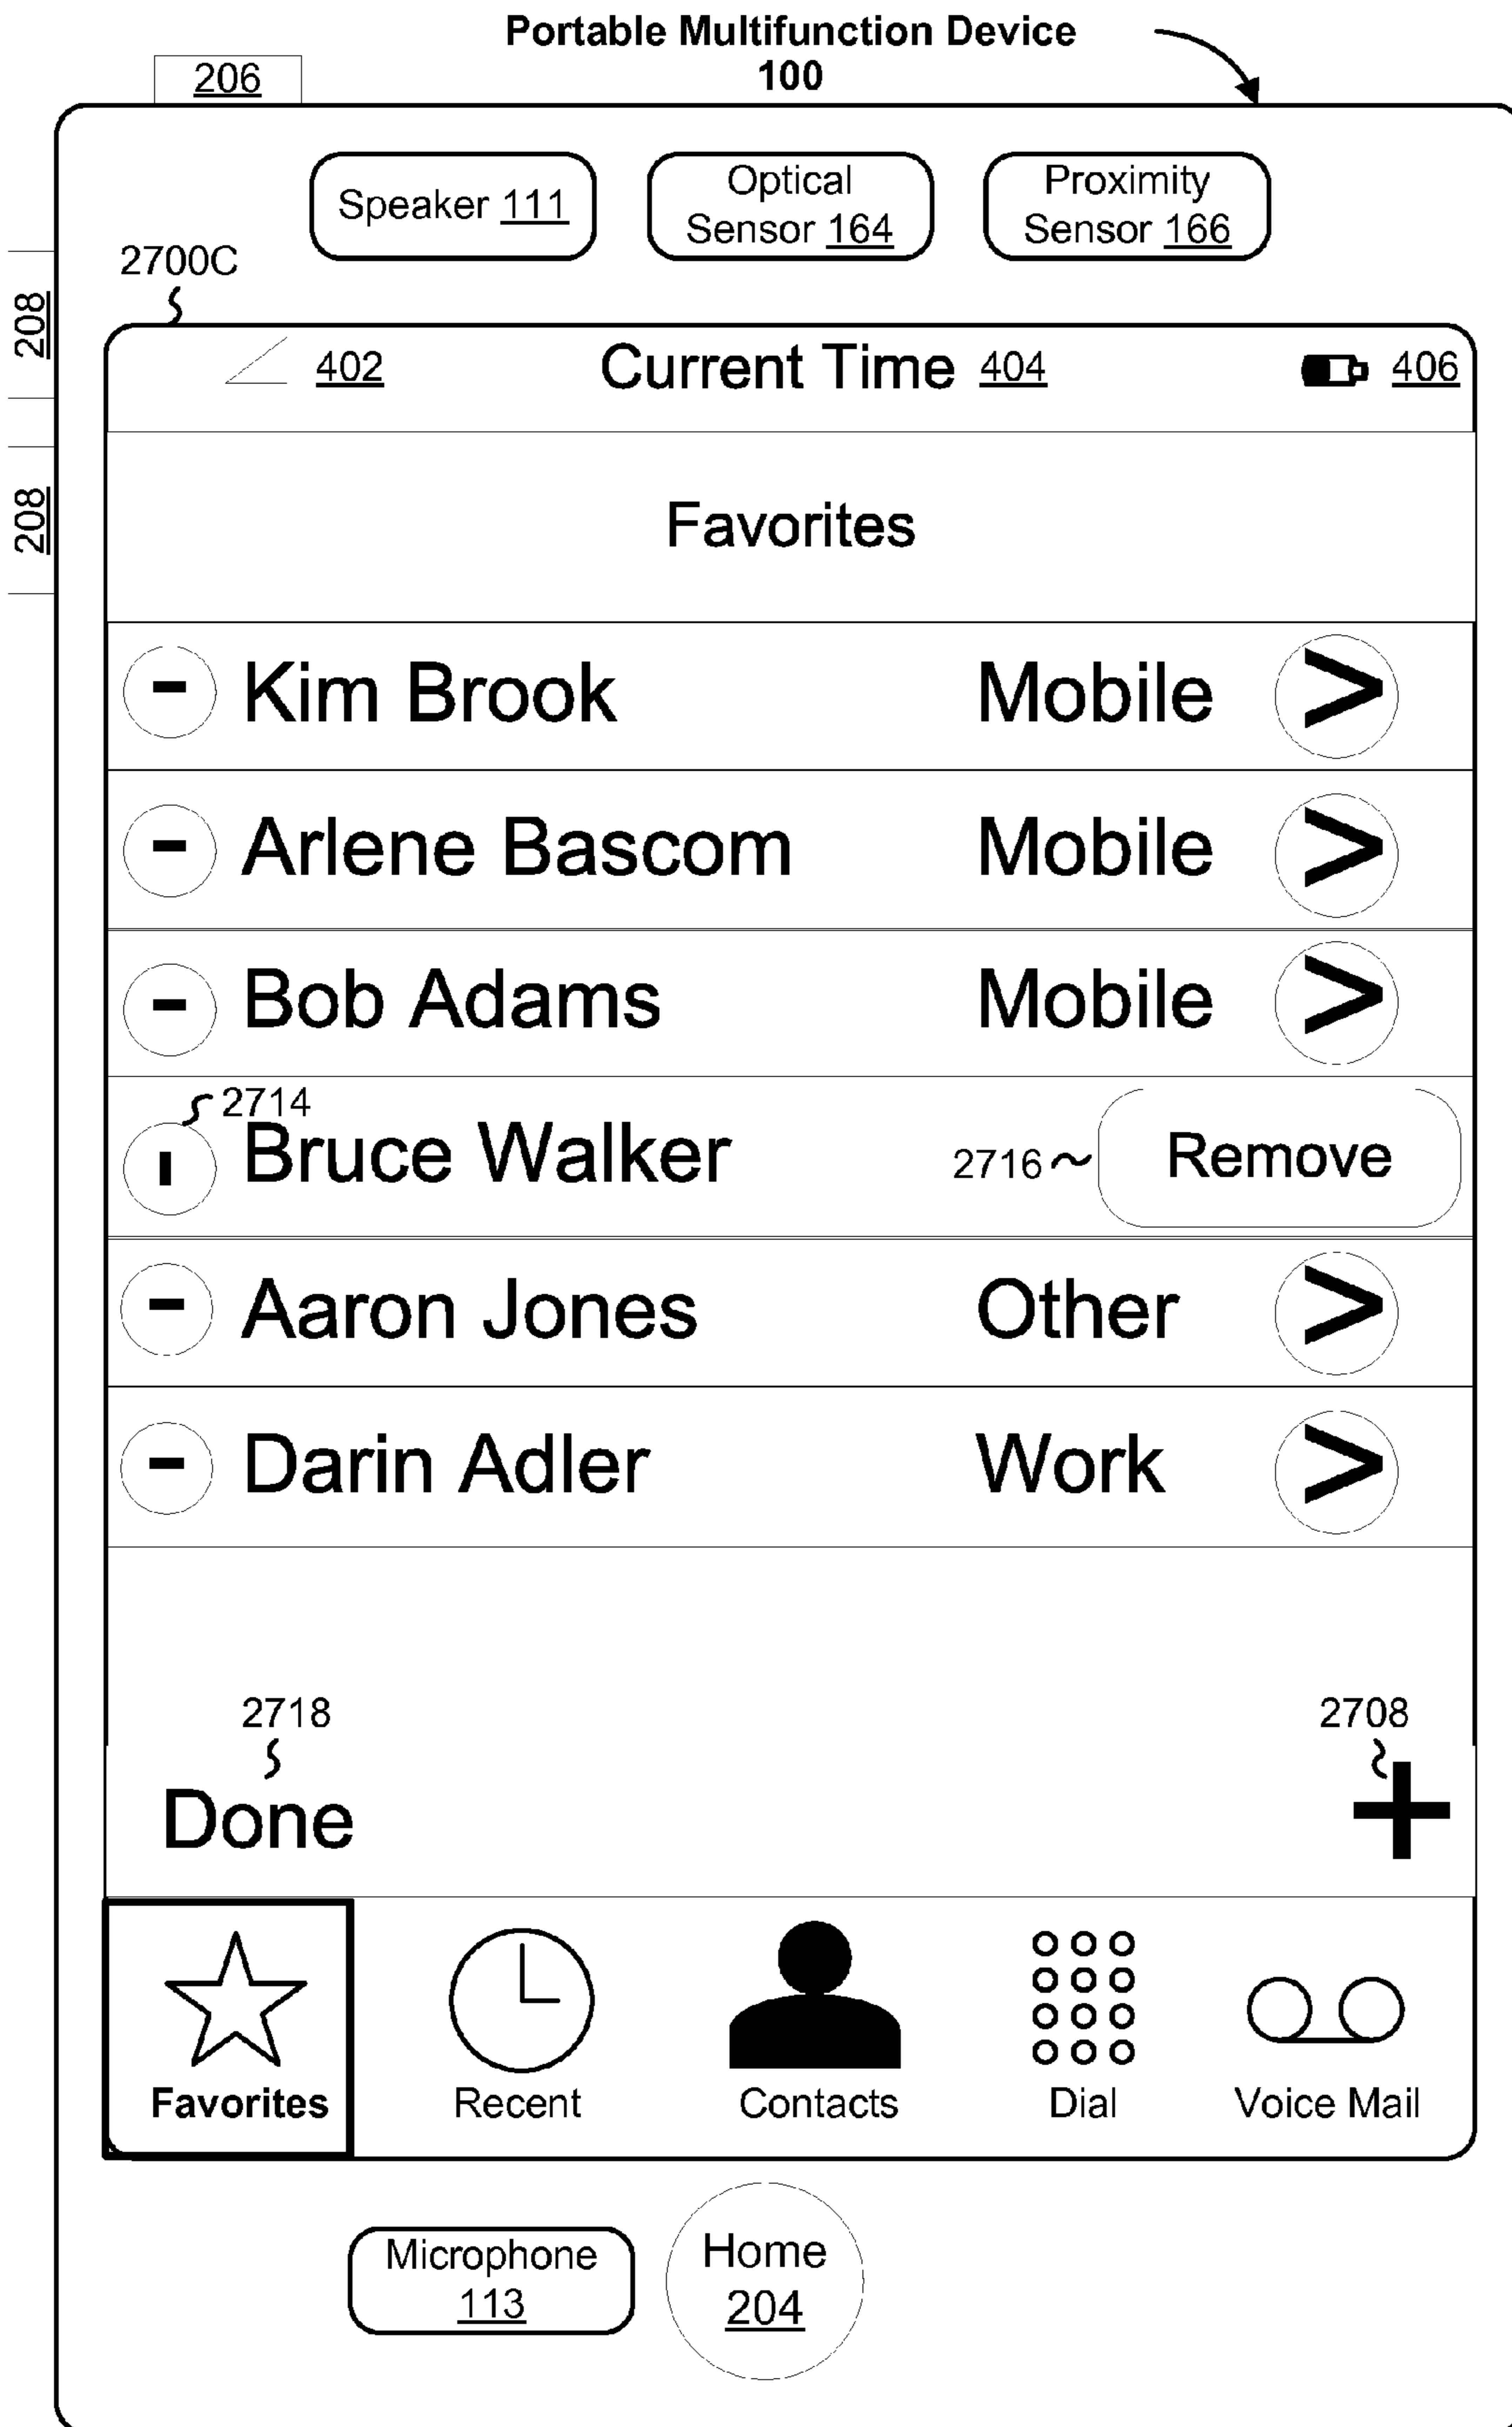 Portable Multifunction Device
100
206
Speaker 111
Optical
Sensor 164
Proximity
Sensor 166
2700C
208
402
Current Time 404
406
208
Favorites
- Kim Brook Mobile >
- Arlene Bascom Mobile >
- Bob Adams Mobile >
2714
Bruce Walker
2716
Remove
- Aaron Jones Other >
- Darin Adler Work >
2718
2708
Done
+
Favorites
Recent
Contacts
Dial
Voice Mail
Microphone
113
Home
204